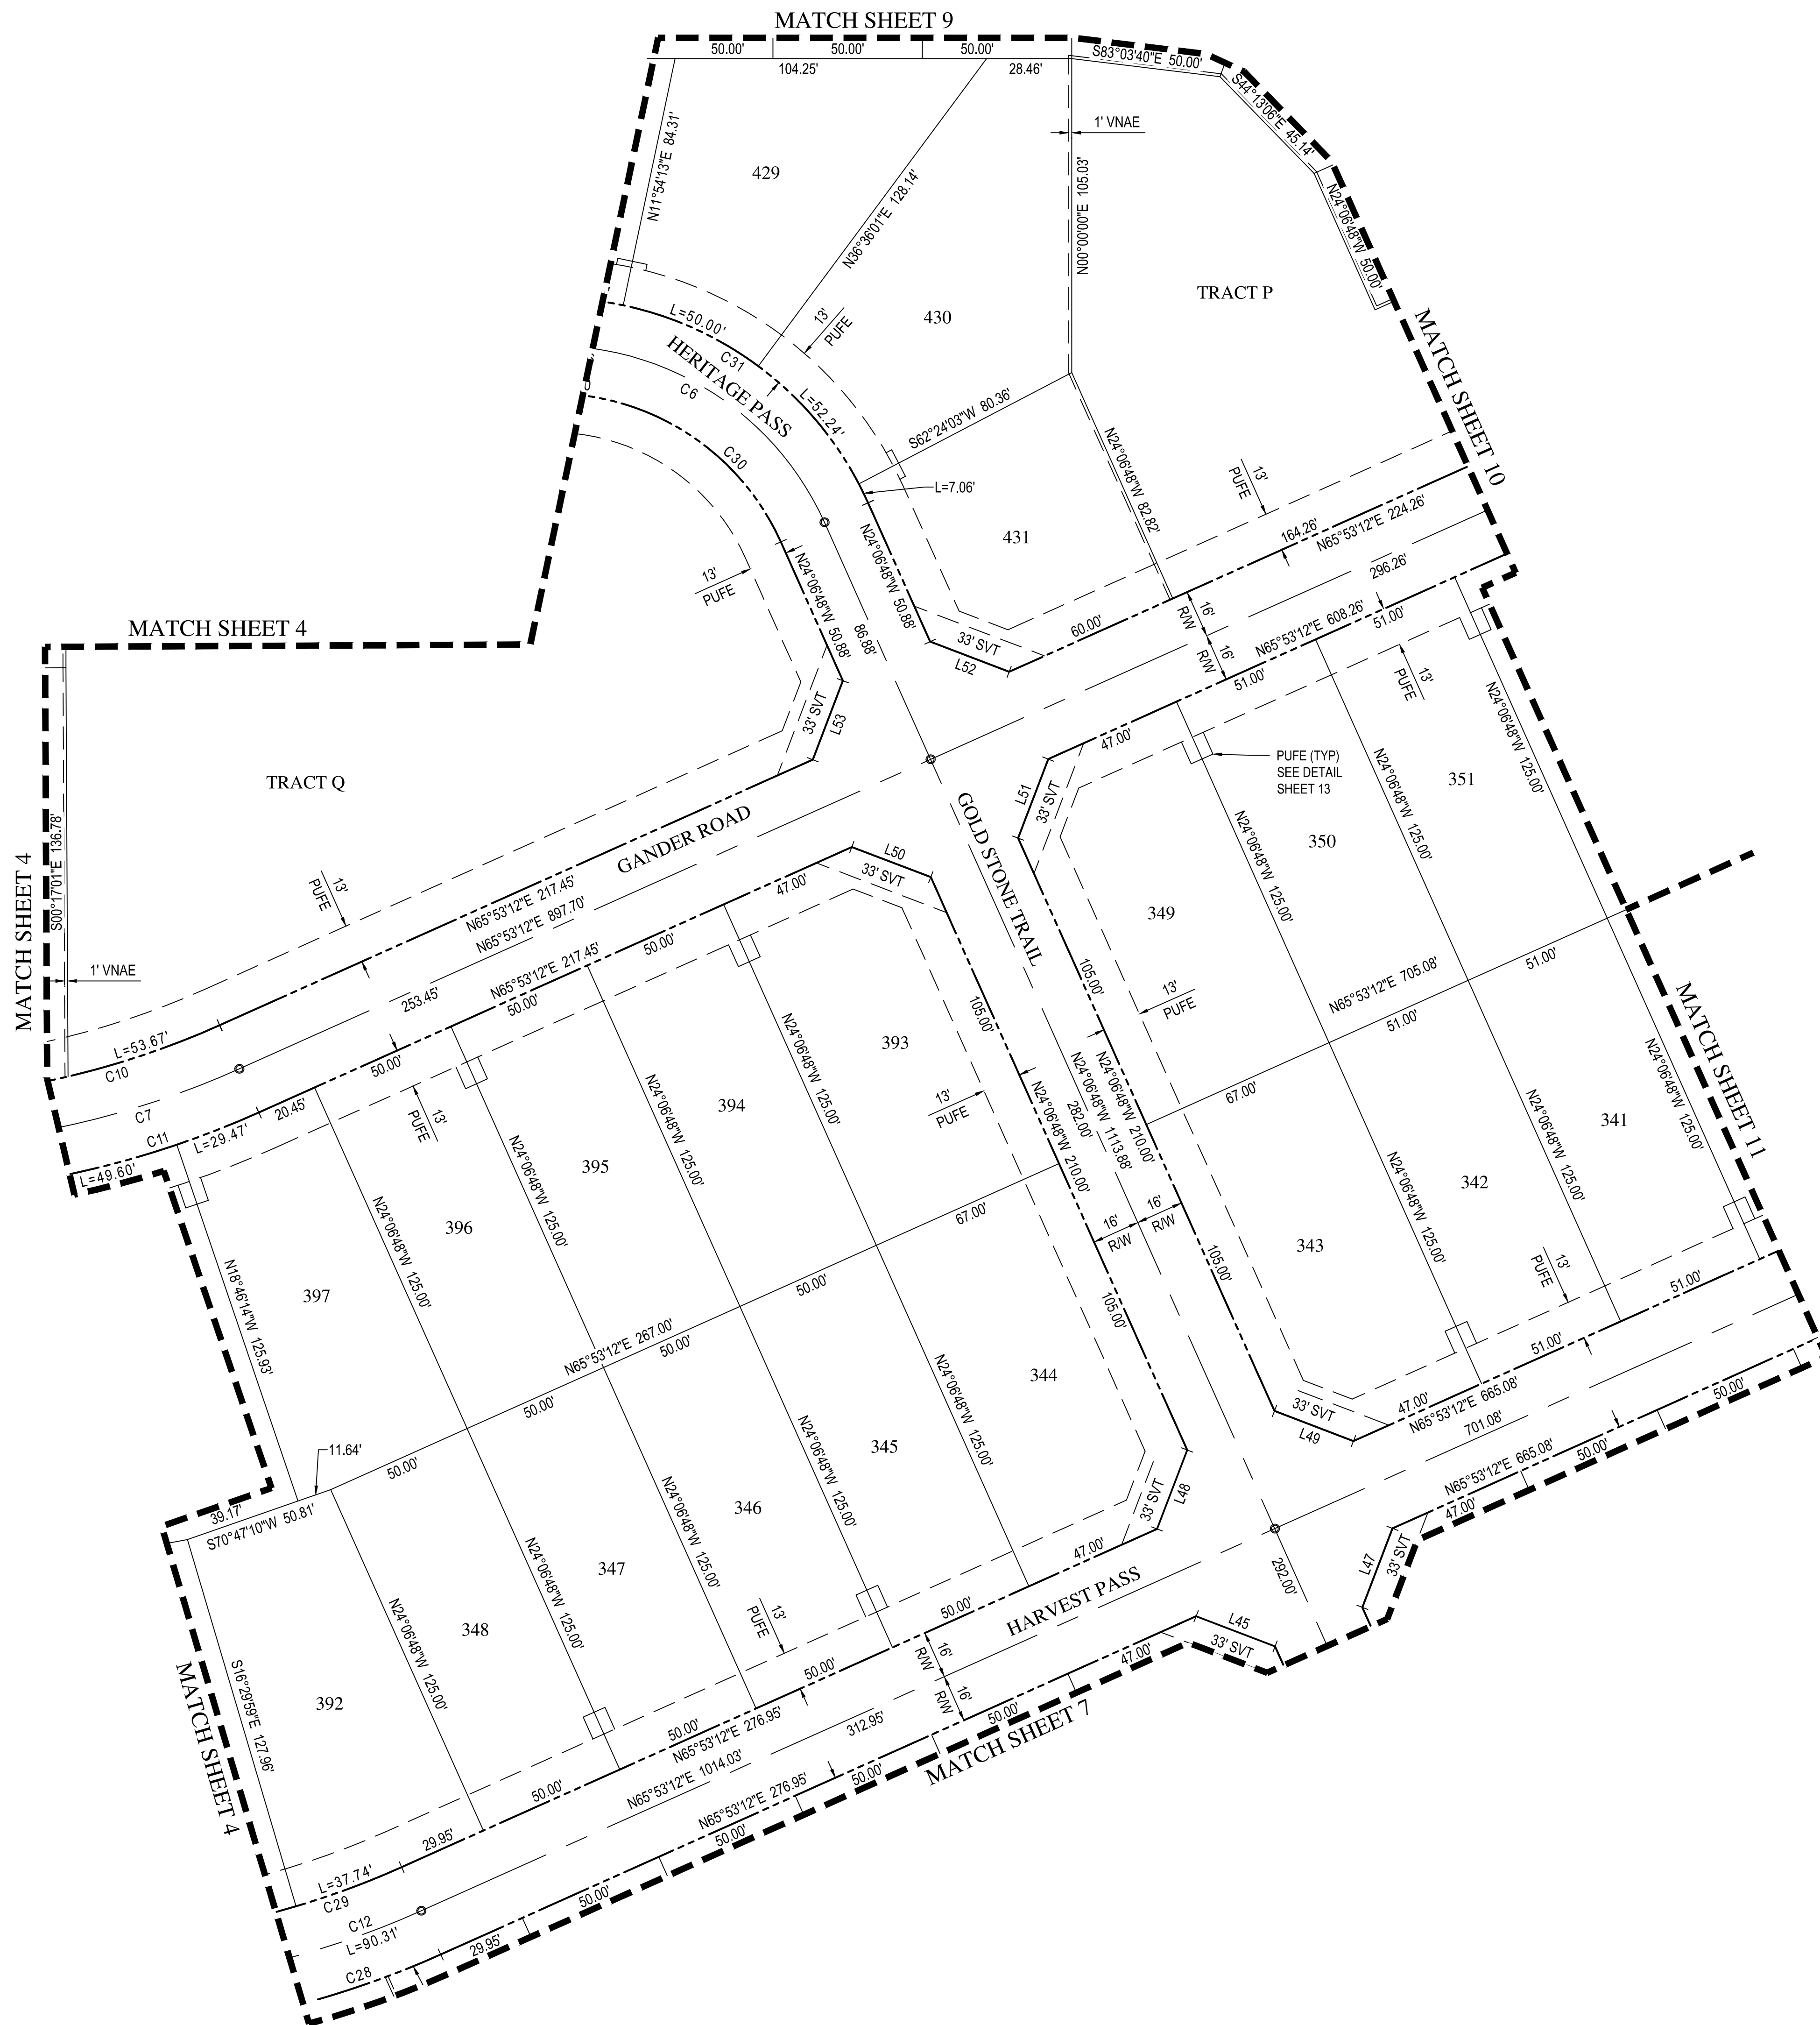 MATCH SHEET 9
50.00'
50.00'
50.00'
104.25'
28.46'
S83°03'40"E 50.00'
S44°13'06"E 45.14'
N24°06'48"W 50.00'
1' VNAE
N11°54'13"E 84.31'
429
N36°36'01"E 128.14'
N00°00'00"E 105.03'
TRACT P
MATCH SHEET 10
430
13'
PUFE
L=50.00'
C31
HERITAGE PASS
C6
L=52.24'
C30
S62°24'03"W 80.36'
L=7.06'
N24°06'48"W 82.82'
13'
PUFE
431
164.26'
N65°53'12"E 224.26'
296.26'
N24°06'48"W 50.88'
N24°06'48"W 50.88'
86.88'
13'
PUFE
33' SVT
L52
60.00'
16'
R/W
16'
R/W
N65°53'12"E 608.26'
51.00'
51.00'
33' SVT
L53
MATCH SHEET 4
TRACT Q
S00°17'01"E 136.78'
MATCH SHEET 4
1' VNAE
13'
PUFE
GANDER ROAD
N65°53'12"E 217.45'
N65°53'12"E 897.70'
253.45'
N65°53'12"E 217.45'
L=53.67'
C10
C7
C11
L=49.60'
L=29.47'
20.45'
50.00'
50.00'
50.00'
47.00'
L50
33' SVT
GOLD STONE TRAIL
L51
33' SVT
47.00'
13'
PUFE
PUFE (TYP)
SEE DETAIL
SHEET 13
351
350
349
N24°06'48"W 125.00'
N24°06'48"W 125.00'
N24°06'48"W 125.00'
105.00'
105.00'
13'
PUFE
N65°53'12"E 705.08'
51.00'
51.00'
67.00'
MATCH SHEET 11
393
394
395
396
397
13'
PUFE
13'
PUFE
N24°06'48"W 125.00'
N24°06'48"W 125.00'
N24°06'48"W 125.00'
N24°06'48"W 125.00'
N18°46'14"W 125.93'
N24°06'48"W 210.00'
N24°06'48"W 1113.88'
282.00'
N24°06'48"W 210.00'
341
342
343
N24°06'48"W 125.00'
N24°06'48"W 125.00'
N24°06'48"W 125.00'
16'
R/W
16'
R/W
105.00'
105.00'
67.00'
50.00'
N65°53'12"E 267.00'
50.00'
50.00'
50.00'
11.64'
39.17'
S70°47'10"W 50.81'
13'
PUFE
51.00'
51.00'
47.00'
N65°53'12"E 665.08'
701.08'
33' SVT
L49
344
345
346
347
348
392
N24°06'48"W 125.00'
N24°06'48"W 125.00'
N24°06'48"W 125.00'
N24°06'48"W 125.00'
N24°06'48"W 125.00'
S16°29'59"E 127.96'
MATCH SHEET 4
33' SVT
L48
47.00'
HARVEST PASS
N65°53'12"E 665.08'
50.00'
50.00'
47.00'
L47
33' SVT
292.00'
L45
33' SVT
47.00'
13'
PUFE
50.00'
50.00'
50.00'
50.00'
29.95'
16'
R/W
16'
R/W
N65°53'12"E 276.95'
312.95'
N65°53'12"E 1014.03'
N65°53'12"E 276.95'
50.00'
50.00'
50.00'
50.00'
29.95'
MATCH SHEET 7
L=37.74'
C29
C12
L=90.31'
C28